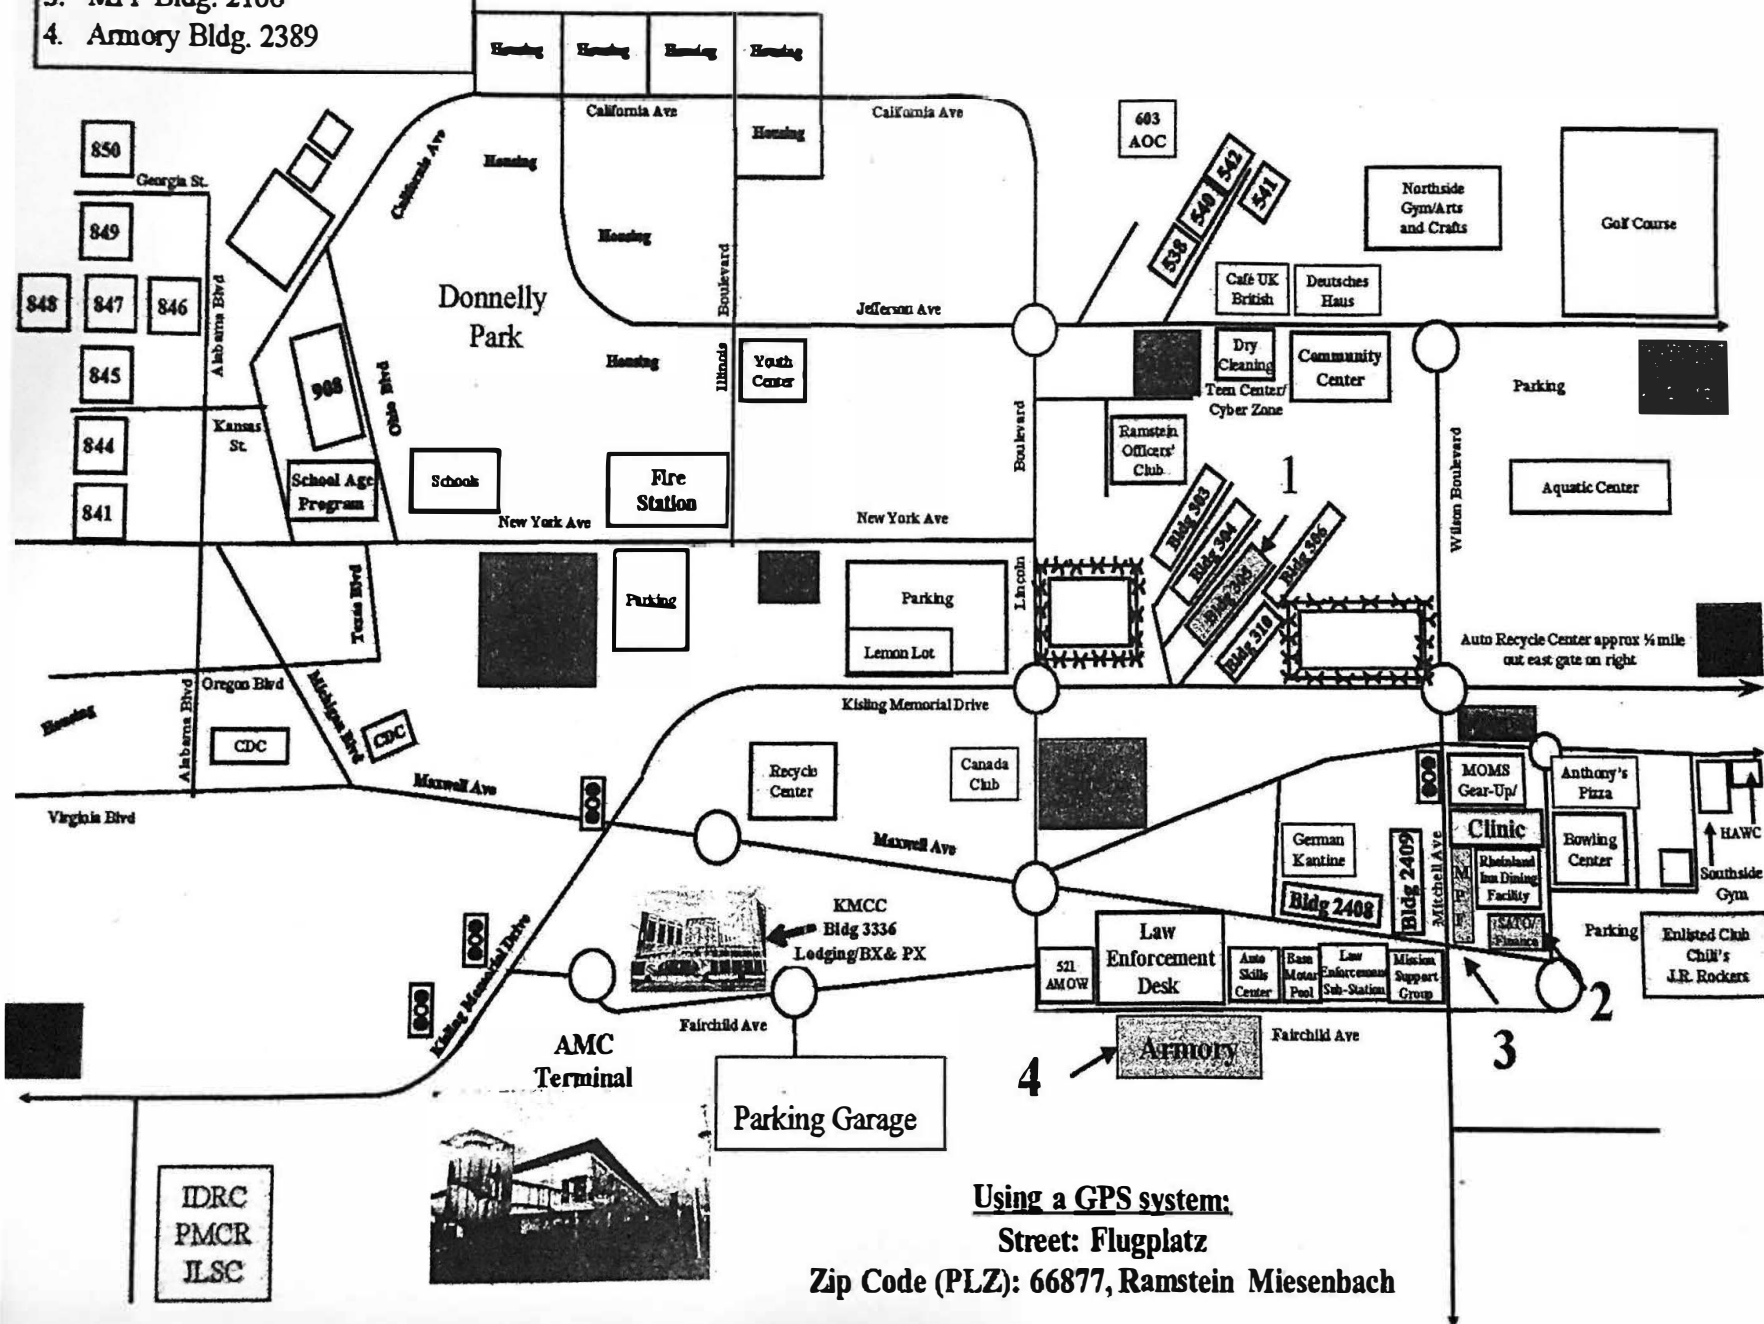 3. MPF Bldg. 2106
4. Armory Bldg. 2389
Housing
Housing
Housing
Housing
California Ave
California Ave
Housing
603
AOC
850
Georgia St.
849
848
847
846
Alabama Blvd
845
Kansas
St.
844
841
California Ave
Housing
Housing
Donnelly
Park
Boulevard
Illinois
Jefferson Ave
Housing
Youth
Center
908
Ohio Blvd
School Age
Program
Schools
Fire
Station
New York Ave
New York Ave
542
540
538
541
Northside
Gym/Arts
and Crafts
Golf Course
Café UK
British
Deutsches
Haus
Dry
Cleaning
Teen Center/
Cyber Zone
Community
Center
Parking
Ramstein
Officers'
Club
Boulevard
Lincoln
Wilson Boulevard
Aquatic Center
1
Bldg 303
Bldg 304
Bldg 305
Bldg 306
Bldg 310
Texas Blvd
Parking
Parking
Lemon Lot
Auto Recycle Center approx ¼ mile
out east gate on right
Oregon Blvd
Michigan Blvd
Housing
Alabama Blvd
CDC
CDC
Kisling Memorial Drive
Maxwell Ave
Virginia Blvd
Recycle
Center
Canada
Club
Maxwell Ave
MOMS
Gear-Up/
Anthony's
Pizza
Clinic
Bowling
Center
HAWC
Southside
Gym
German
Kantine
Bldg 2408
Bldg 2409
Mitchell Ave
M
P
F
Rheinland
Inn Dining
Facility
SATO/
Finance
Parking
Enlisted Club
Chili's
J.R. Rockers
KMCC
Bldg 3336
Lodging/BX& PX
Kisling Memorial Drive
521
AMOW
Law
Enforcement
Desk
Auto
Skills
Center
Base
Motor
Pool
Law
Enforcement
Sub-Station
Mission
Support
Group
2
3
Fairchild Ave
Fairchild Ave
AMC
Terminal
4
Armory
Parking Garage
IDRC
PMCR
JLSC
Using a GPS system:
Street: Flugplatz
Zip Code (PLZ): 66877, Ramstein Miesenbach